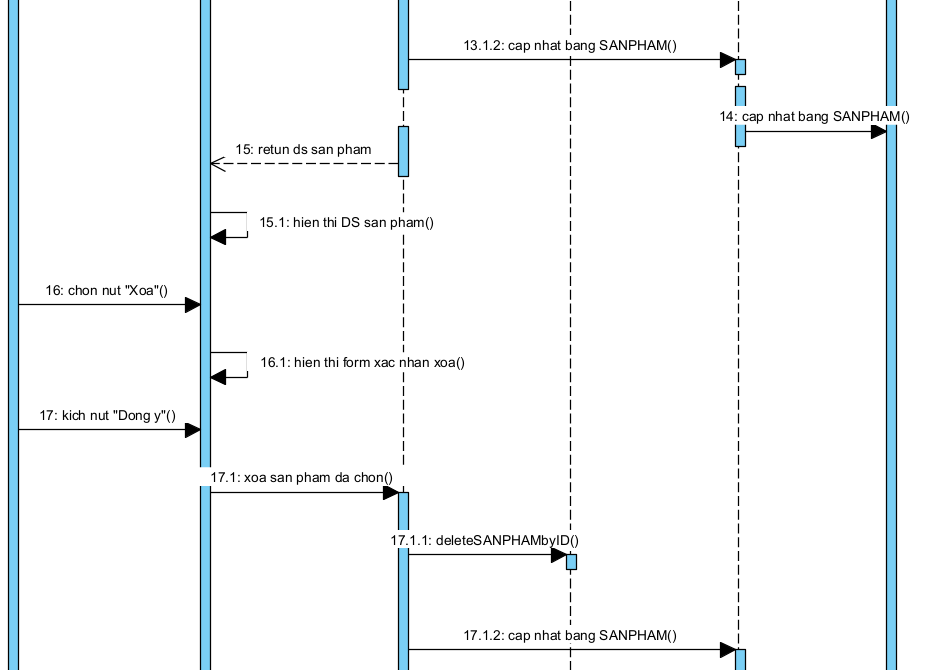 13.1.2: cap nhat bang SANPHAM()
14: cap nhat bang SANPHAM()
15: retun ds san pham
15.1: hien thi DS san pham()
16: chon nut "Xoa"()
16.1: hien thi form xac nhan xoa()
17: kich nut "Dong y"()
17.1: xoa san pham da chon()
17.1.1: deleteSANPHAMbyID()
17.1.2: cap nhat bang SANPHAM()